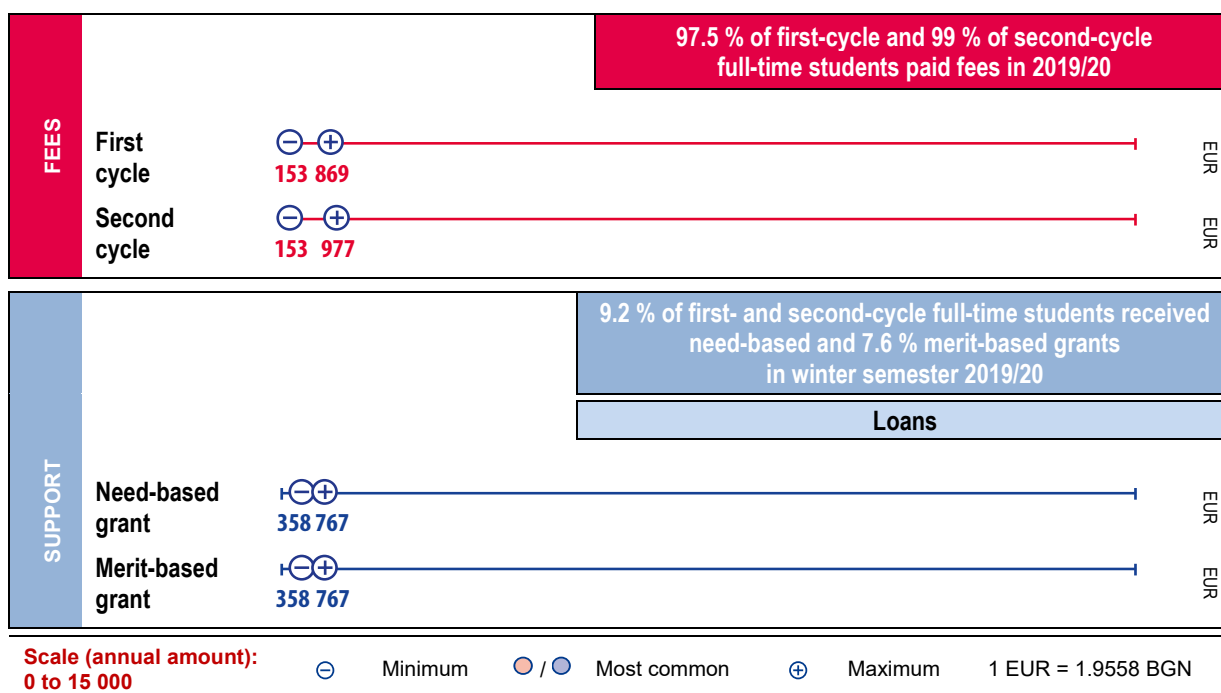 97.5 % of first-cycle and 99 % of second-cycle
full-time students paid fees in 2019/20
FEES
First
cycle
153 869
EUR
Second
cycle
153 977
EUR
9.2 % of first- and second-cycle full-time students received
need-based and 7.6 % merit-based grants
in winter semester 2019/20
Loans
SUPPORT
Need-based
grant
358 767
EUR
Merit-based
grant
358 767
EUR
Scale (annual amount):
0 to 15 000
Minimum / Most common Maximum 1 EUR = 1.9558 BGN